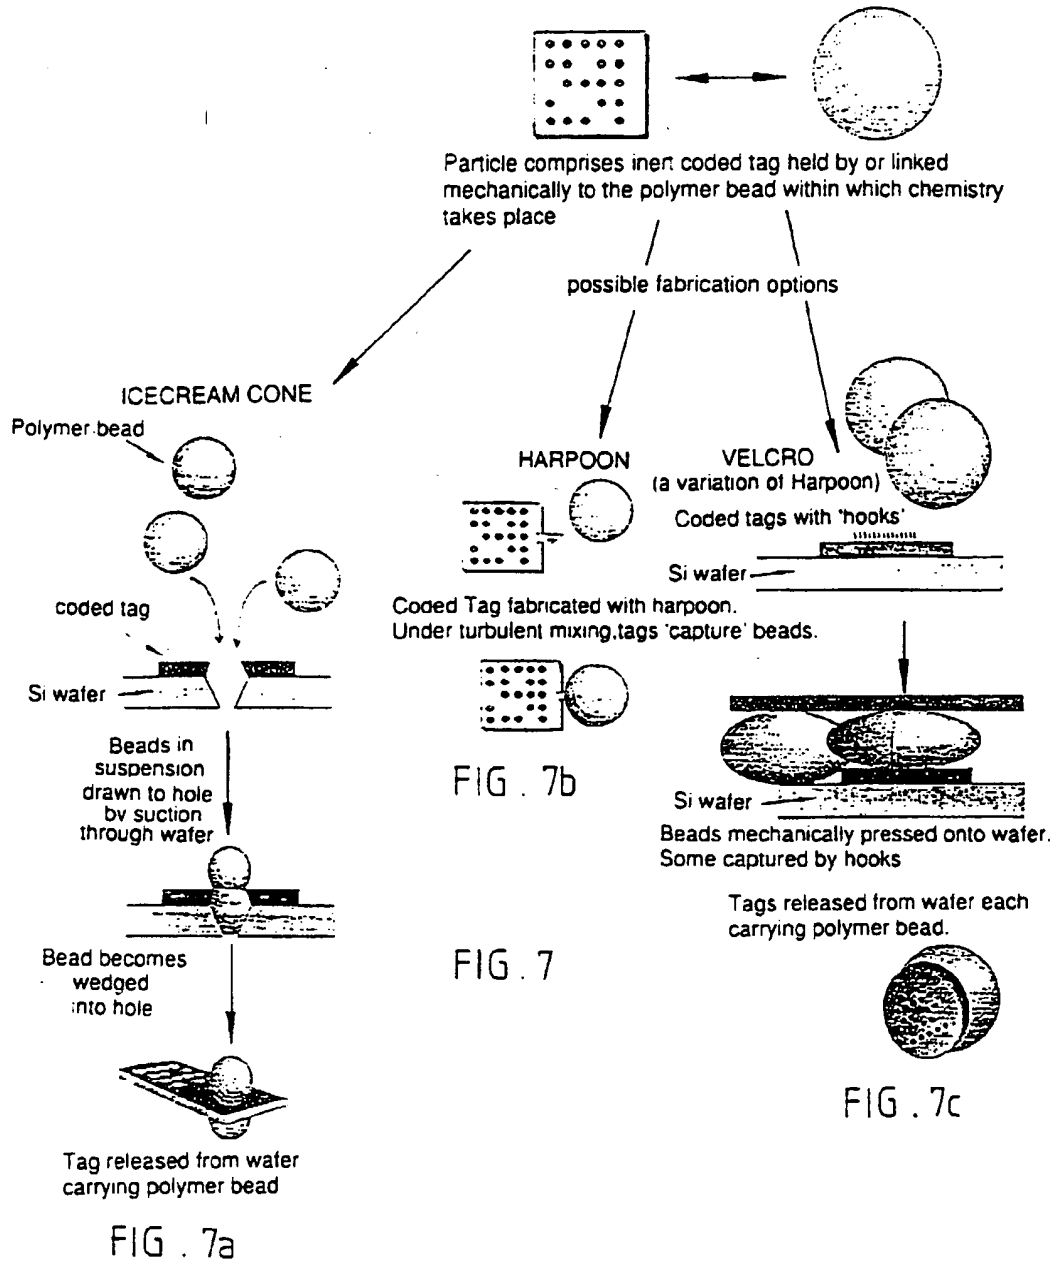 Particle comprises inert coded tag held by or linked
mechanically to the polymer bead within which chemistry
takes place
possible fabrication options
ICECREAM CONE
Polymer bead
coded tag
Si wafer
Beads in
suspension
drawn to hole
by suction
through wafer
Bead becomes
wedged
into hole
Tag released from wafer
carrying polymer bead
FIG . 7a
HARPOON
Coded Tag fabricated with harpoon.
Under turbulent mixing,tags 'capture' beads.
FIG . 7b
FIG . 7
VELCRO
(a variation of Harpoon)
Coded tags with 'hooks'
Si wafer
Si wafer
Beads mechanically pressed onto wafer.
Some captured by hooks
Tags released from wafer each
carrying polymer bead.
FIG . 7c